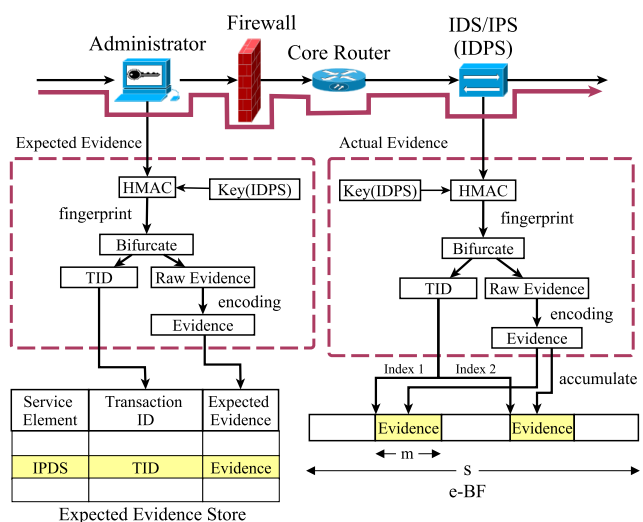 Administrator
Firewall
Core Router
IDS/IPS
(IDPS)
Expected Evidence
HMAC
Key(IDPS)
fingerprint
Bifurcate
TID
Raw Evidence
encoding
Evidence
Service
Element
Transaction
ID
Expected
Evidence
IPDS
TID
Evidence
Expected Evidence Store
Actual Evidence
Key(IDPS)
HMAC
fingerprint
Bifurcate
TID
Raw Evidence
encoding
Evidence
Index 1
Index 2
accumulate
Evidence
Evidence
m
s
e-BF